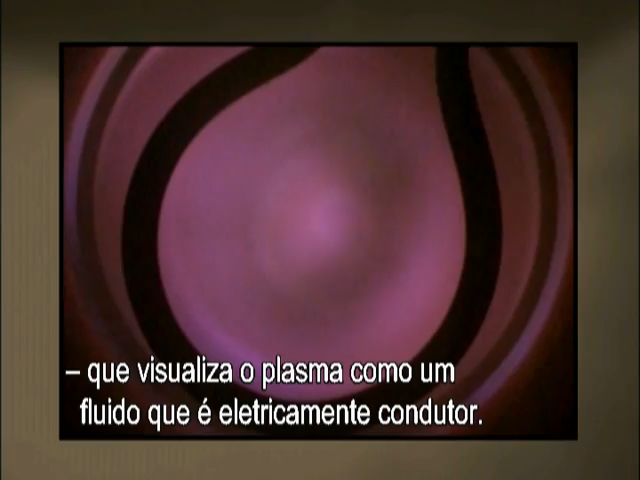 – que visualiza o plasma como um
fluido que é eletricamente condutor.